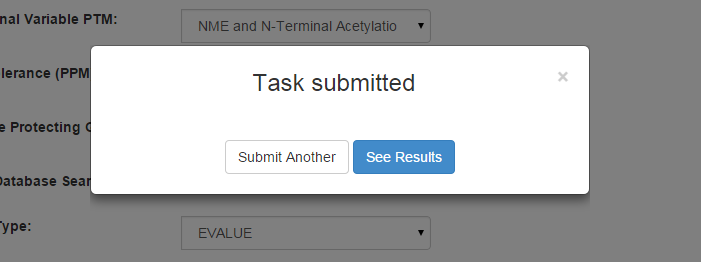 nal Variable PTM:
NME and N-Terminal Acetylatio
lerance (PPM
Task submitted
×
e Protecting
Submit Another
See Results
Database Sear
Type:
EVALUE